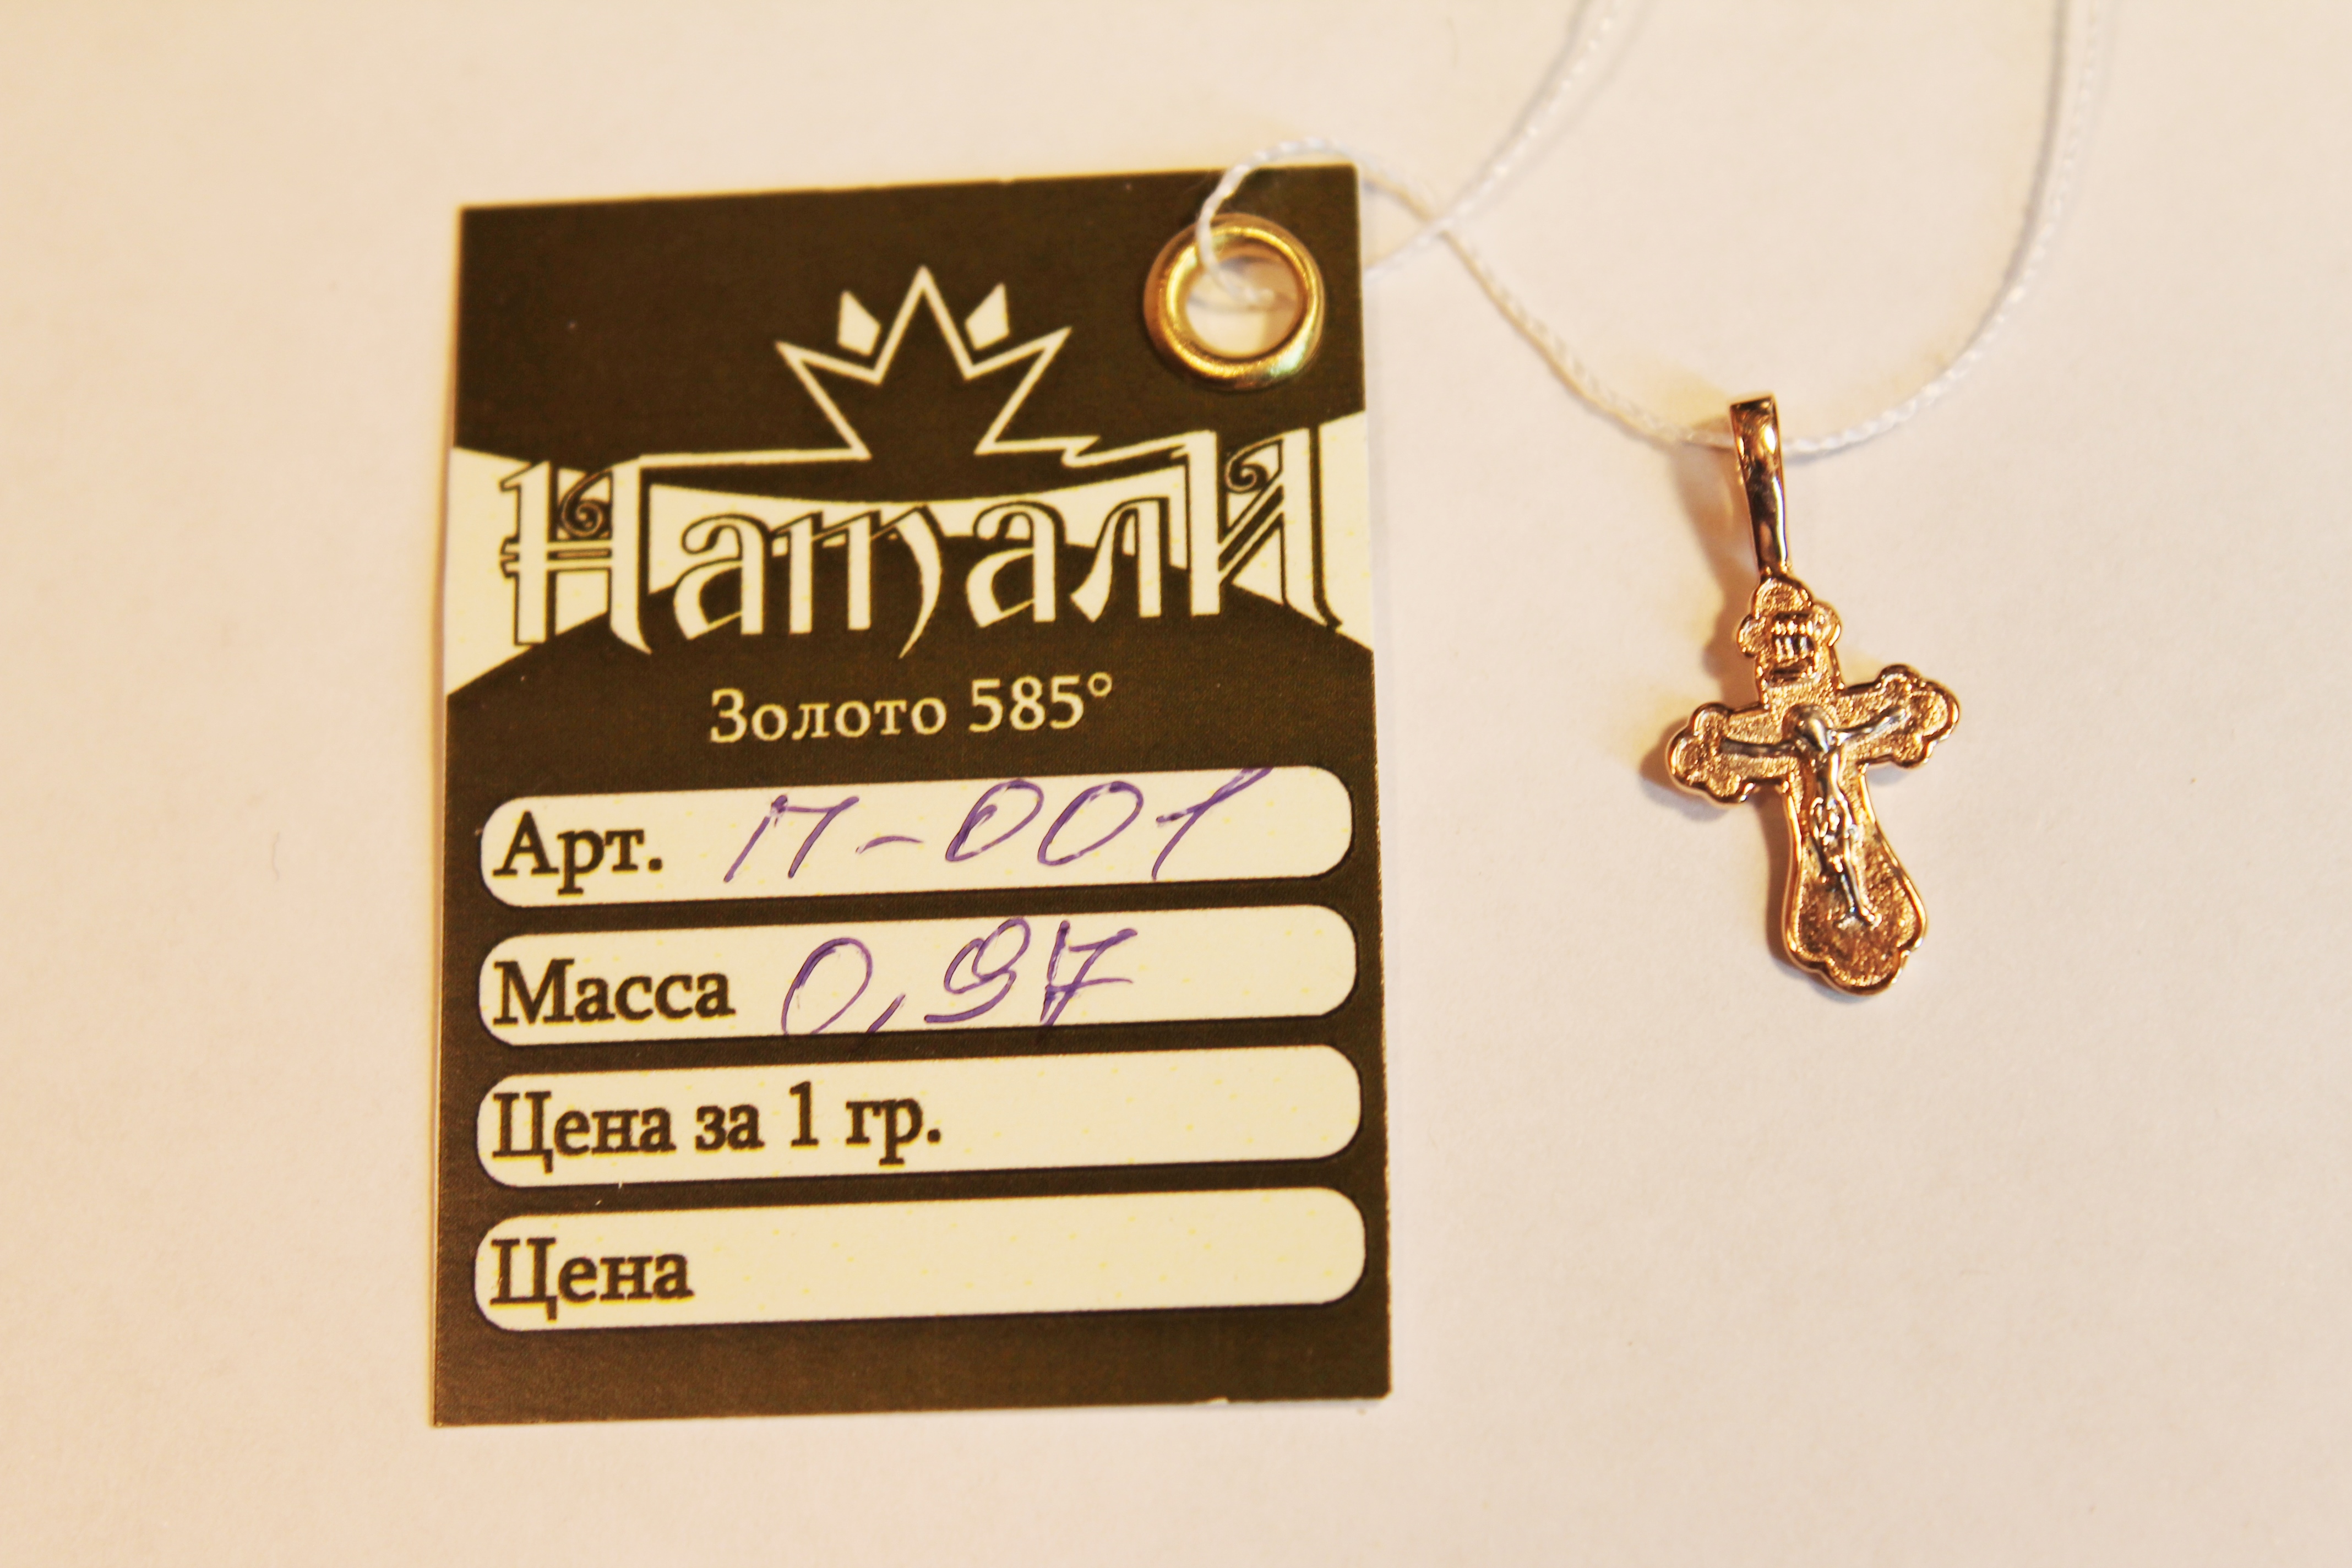 Натали
Золото 585°
Арт. П-001
Масса 0,97
Цена за 1 гр.
Цена